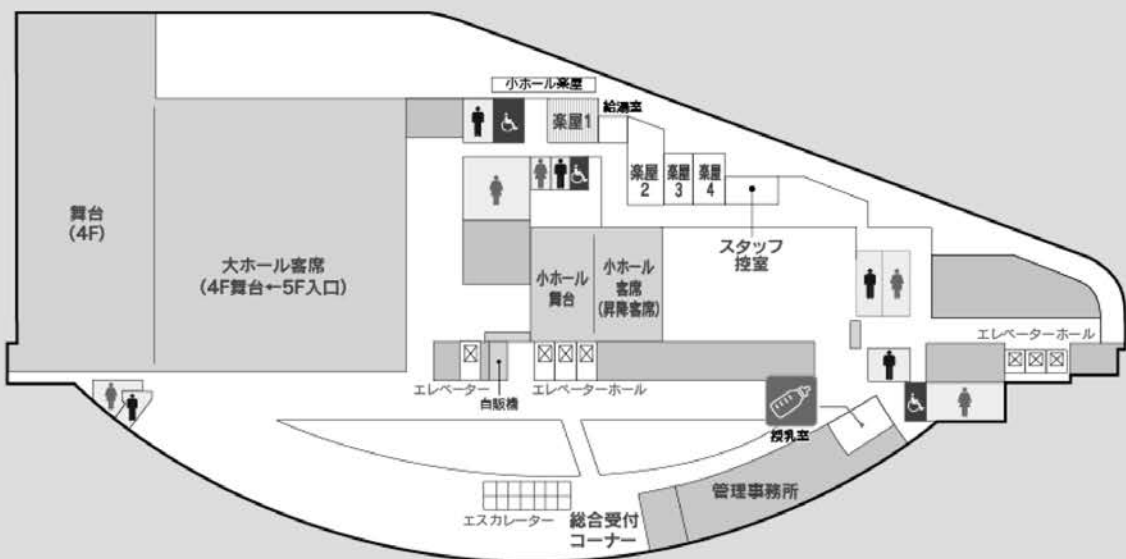 小ホール楽屋
楽屋1
給湯室
楽屋
2
楽屋
3
楽屋
4
舞台
(4F)
大ホール客席
(4F舞台←5F入口)
スタッフ
控室
小ホール
舞台
小ホール
客席
(昇降客席)
エレベーターホール
エレベーター
自販機
エレベーターホール
授乳室
管理事務所
エスカレーター
総合受付
コーナー